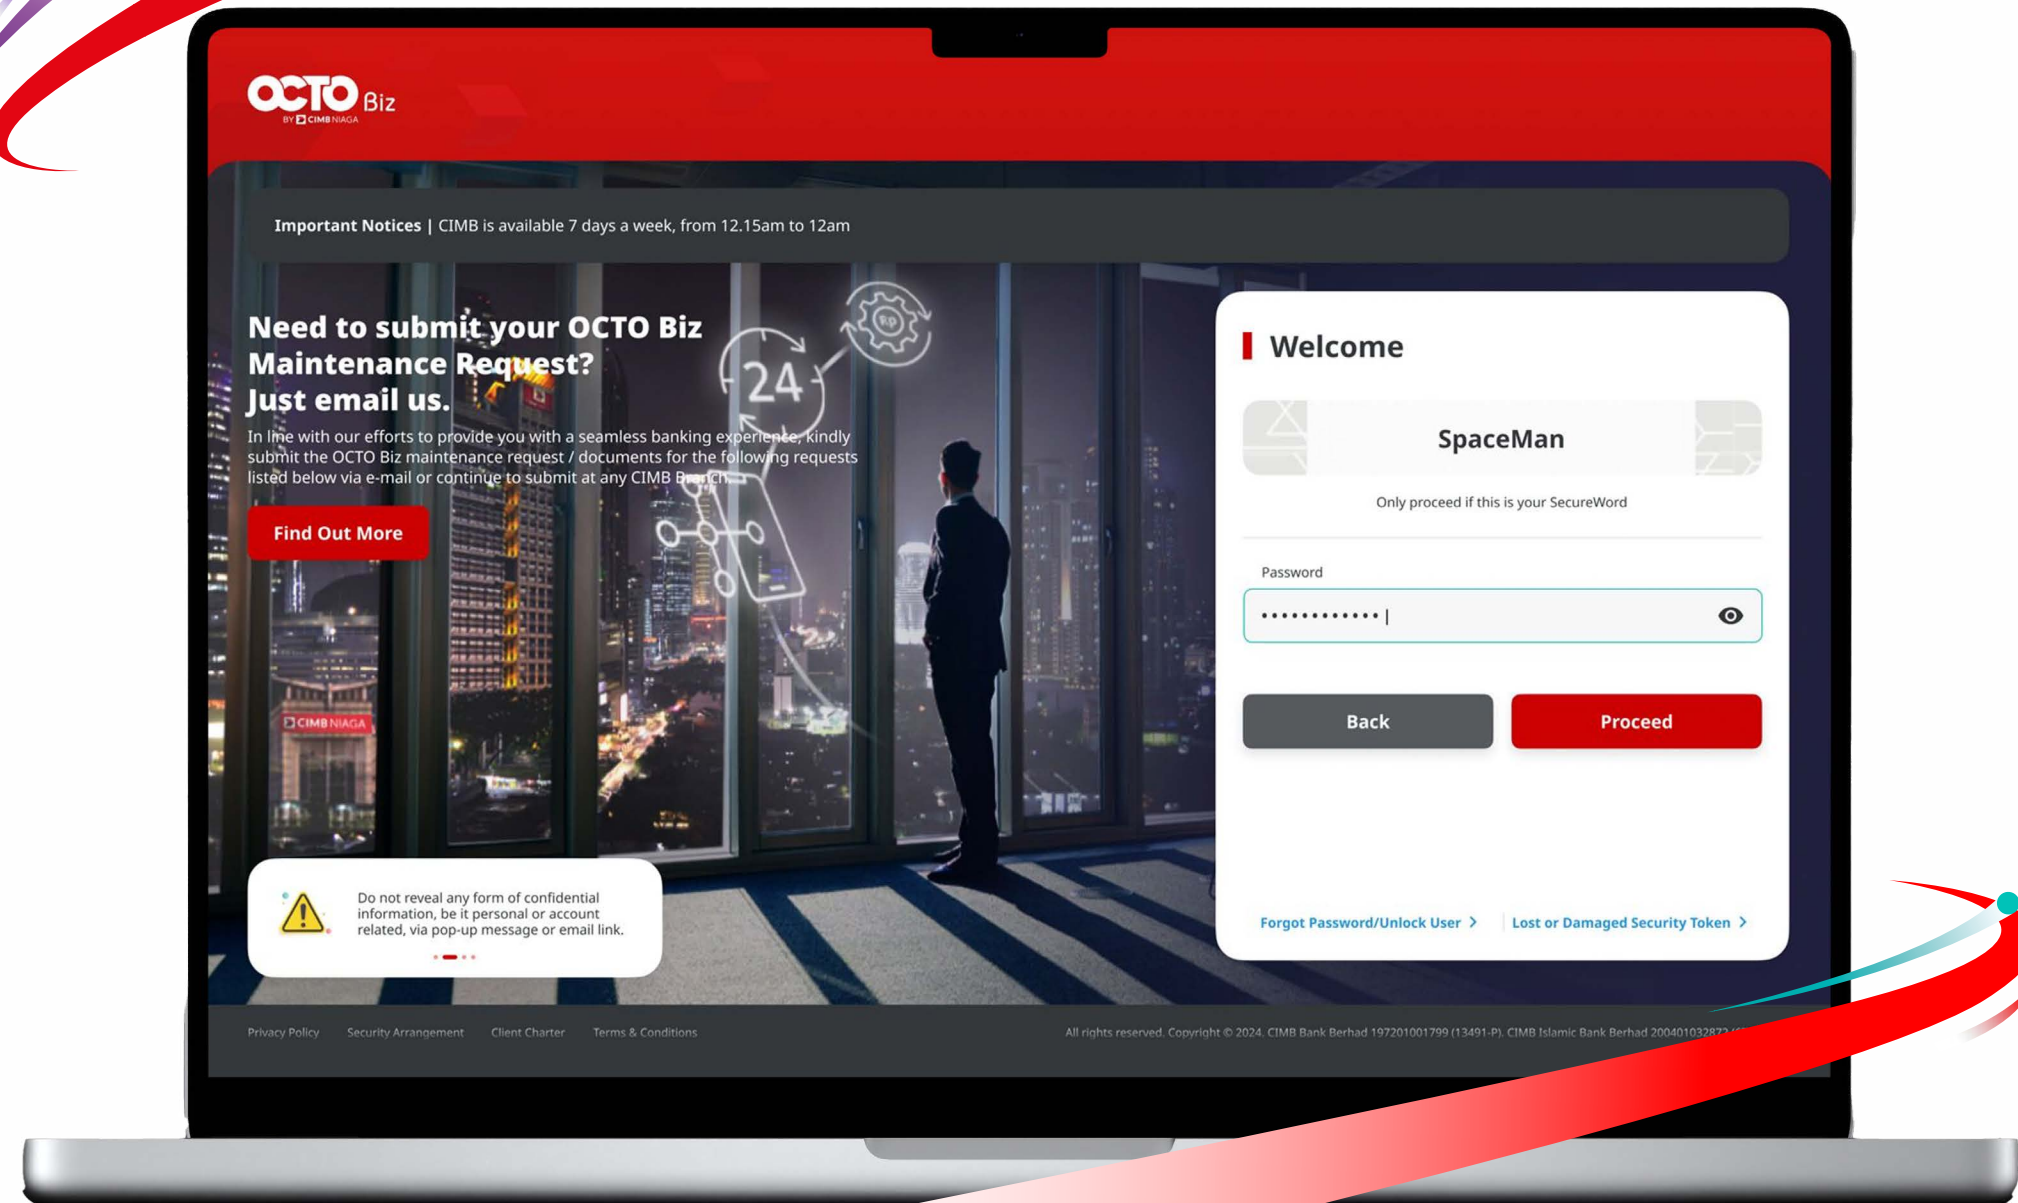 OCTO Biz
BY CIMB NIAGA
Important Notices | CIMB is available 7 days a week, from 12.15am to 12am
Need to submit your OCTO Biz
Maintenance Request?
Just email us.
In line with our efforts to provide you with a seamless banking experience, kindly
submit the OCTO Biz maintenance request / documents for the following requests
listed below via e-mail or continue to submit at any CIMB Branch.
Find Out More
RP
24
CIMB NIAGA
Do not reveal any form of confidential
information, be it personal or account
related, via pop-up message or email link.
Welcome
SpaceMan
Only proceed if this is your SecureWord
Password
Back
Proceed
Forgot Password/Unlock User
Lost or Damaged Security Token
Privacy Policy
Security Arrangement
Client Charter
Terms & Conditions
All rights reserved. Copyright © 2024. CIMB Bank Berhad 197201001799 (13491-P). CIMB Islamic Bank Berhad 200401032872